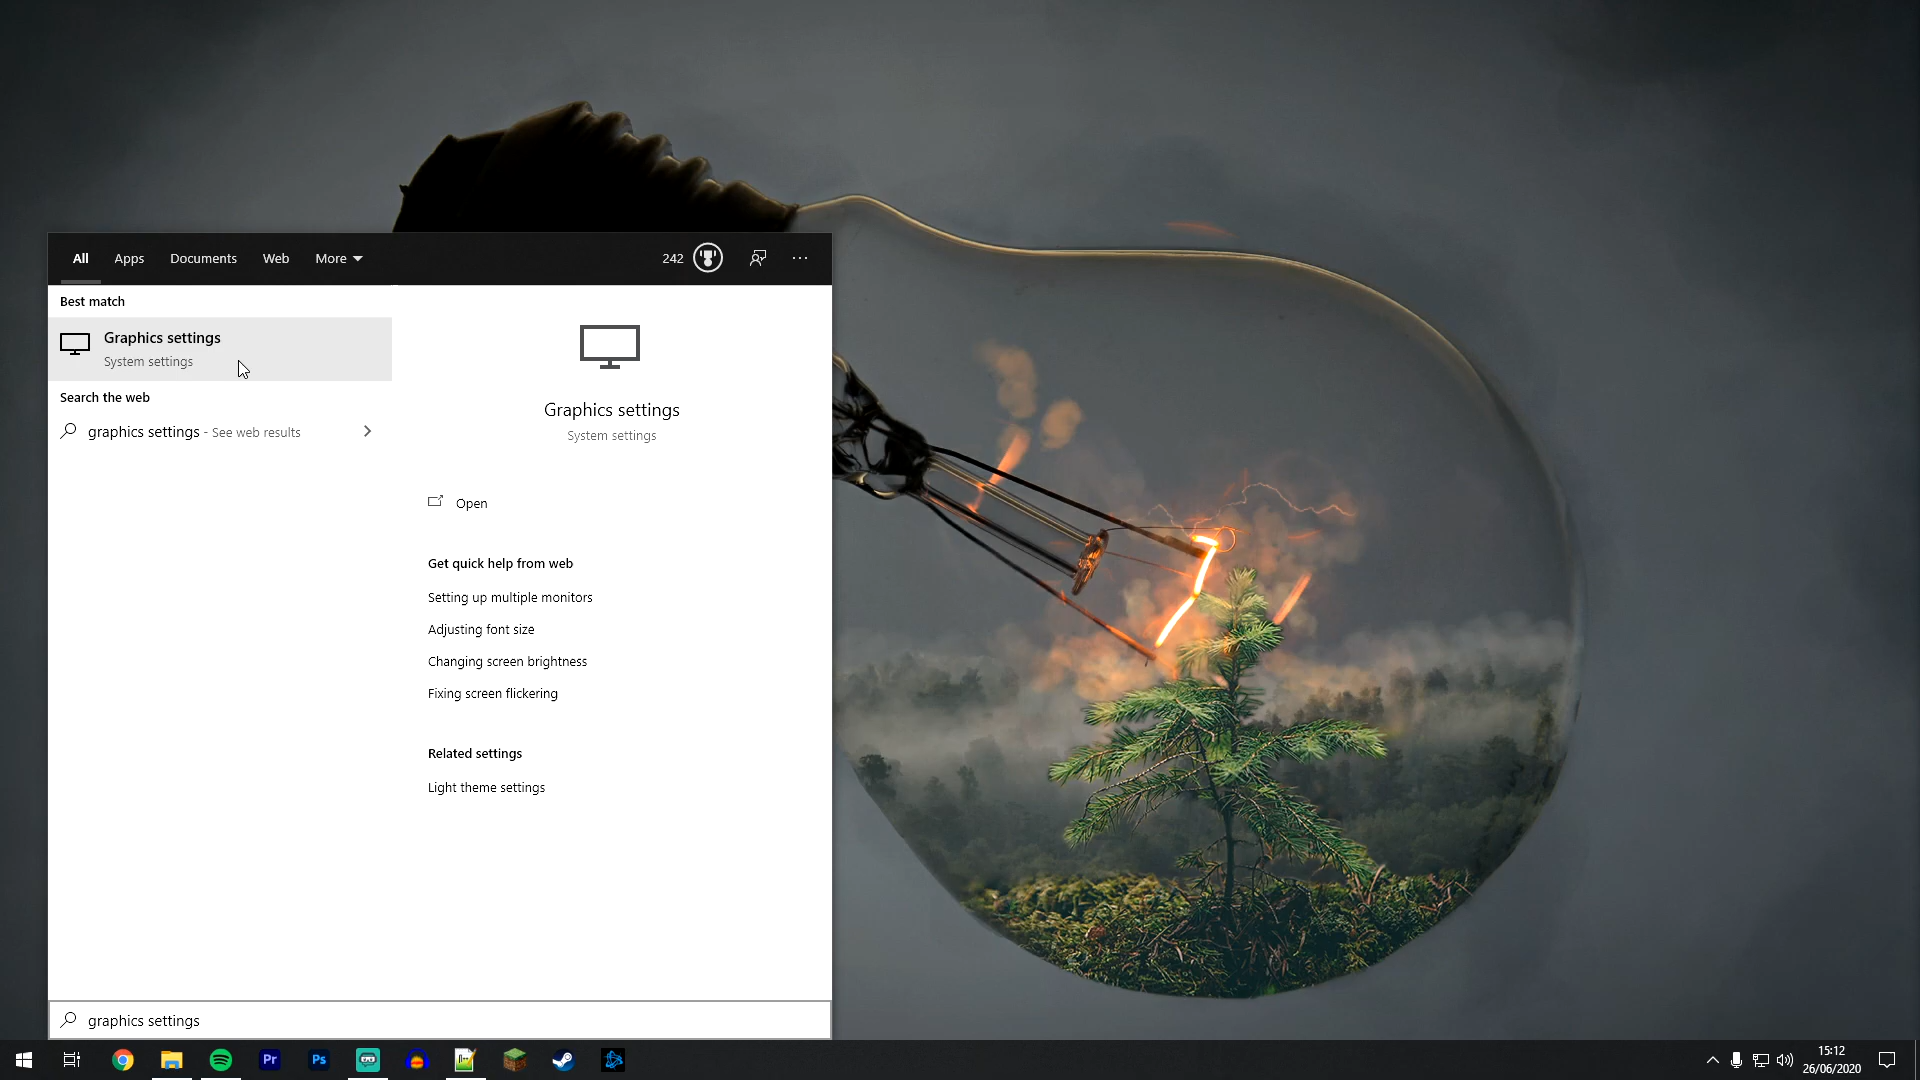 All Apps Documents Web More 242
Best match
Graphics settings
System settings
Search the web
graphics settings - See web results
Graphics settings
System settings
Open
Get quick help from web
Setting up multiple monitors
Adjusting font size
Changing screen brightness
Fixing screen flickering
Related settings
Light theme settings
graphics settings
Pr Ps
15:12
26/06/2020